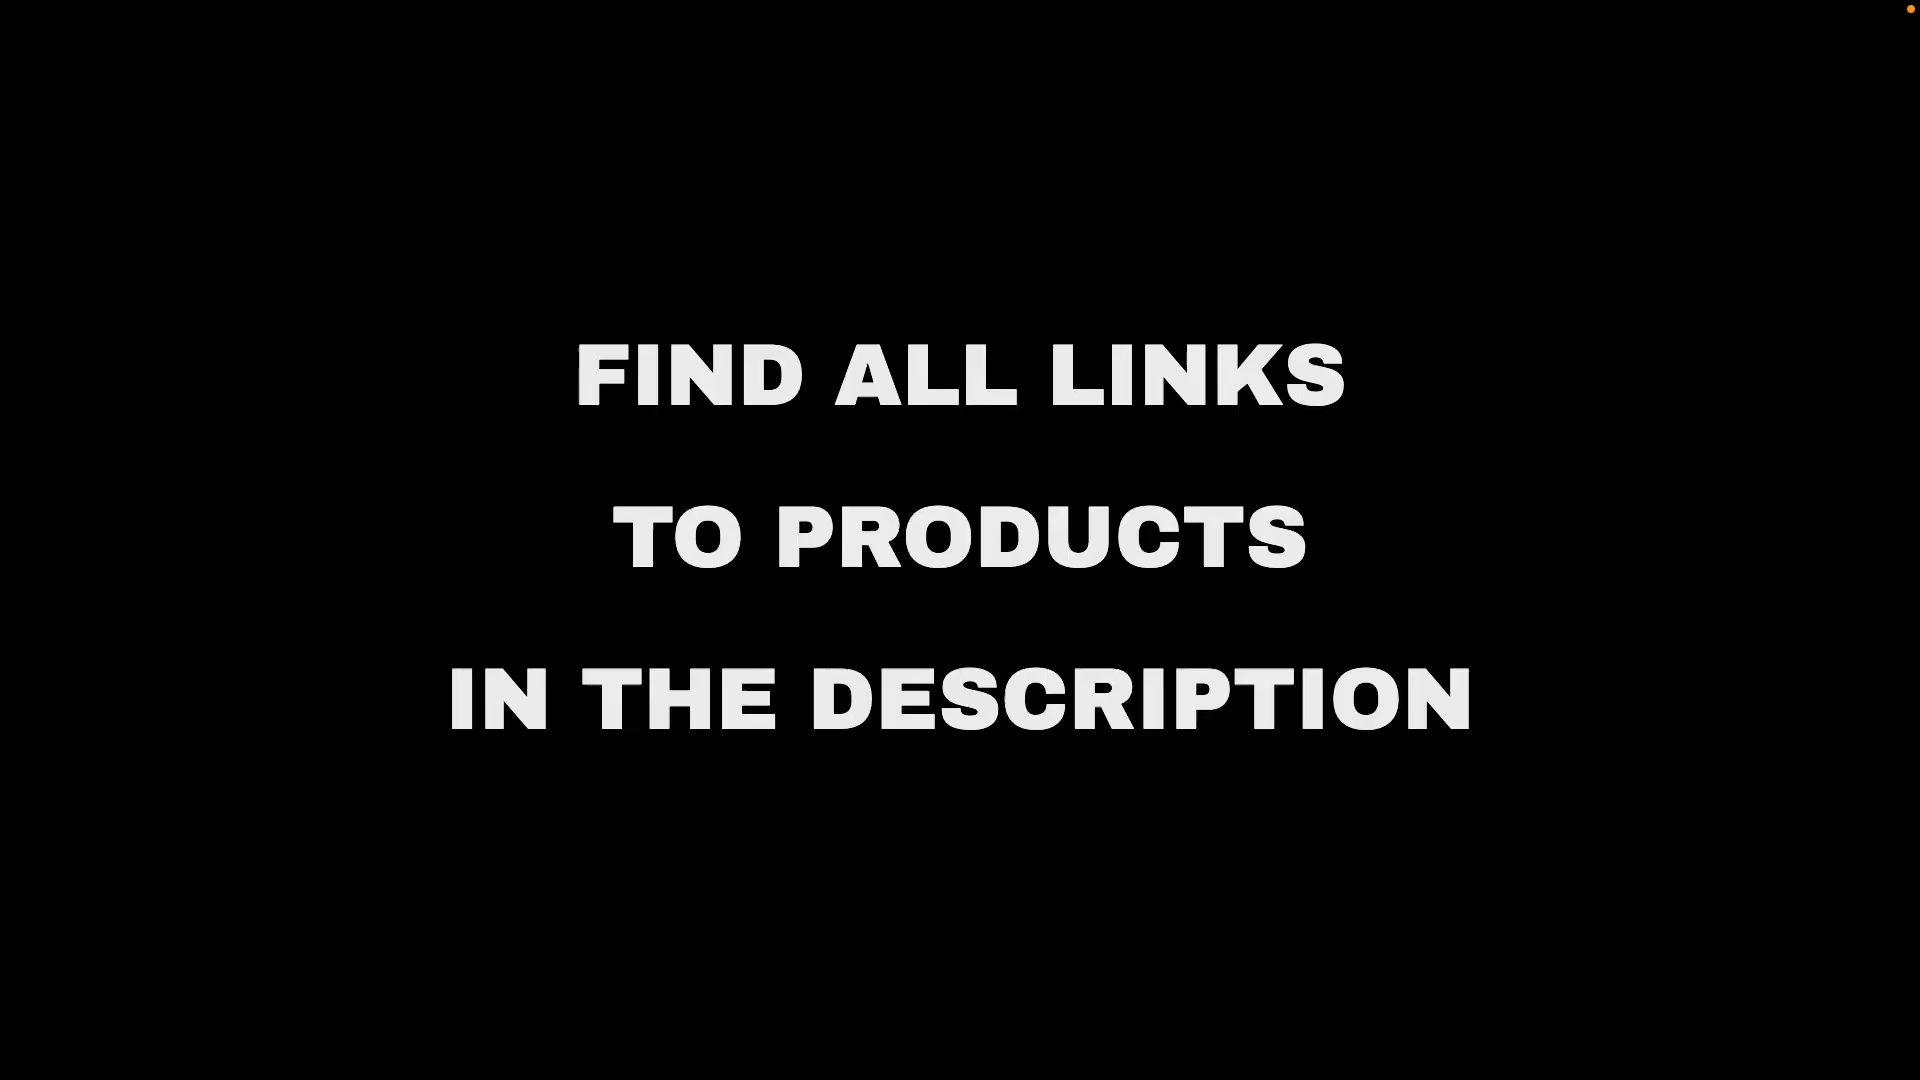 FIND ALL LINKS
TO PRODUCTS
IN THE DESCRIPTION